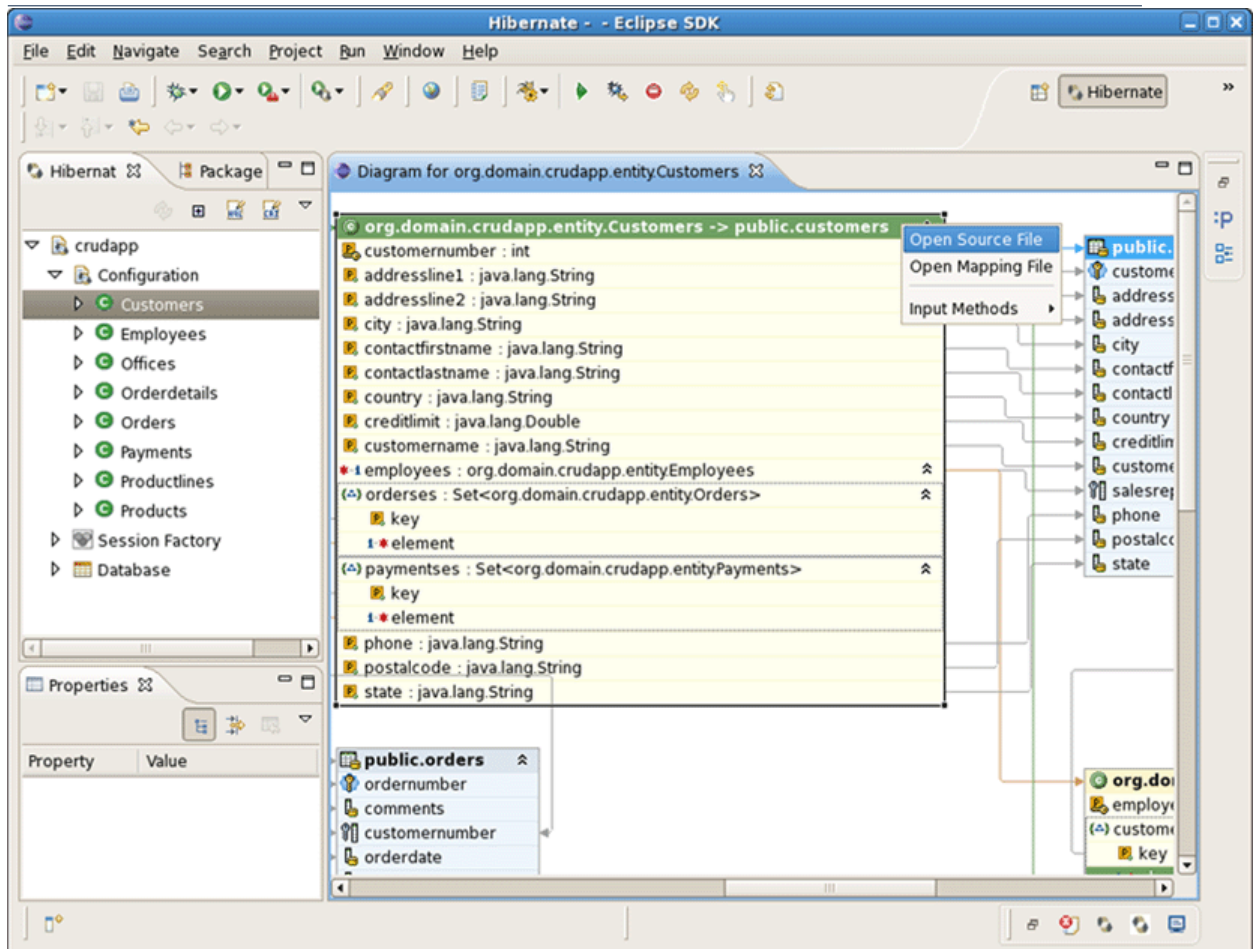 Hibernate - - Eclipse SDK
File Edit Navigate Search Project Run Window Help
Hibernate
Hibernat
Package
crudapp
Configuration
Customers
Employees
Offices
Orderdetails
Orders
Payments
Productlines
Products
Session Factory
Database
Properties
Property Value
Diagram for org.domain.crudapp.entity.Customers
org.domain.crudapp.entity.Customers -> public.customers
customernumber : int
addressline1 : java.lang.String
addressline2 : java.lang.String
city : java.lang.String
contactfirstname : java.lang.String
contactlastname : java.lang.String
country : java.lang.String
creditlimit : java.lang.Double
customername : java.lang.String
employees : org.domain.crudapp.entity.Employees
orderses : Set<org.domain.crudapp.entity.Orders>
key
element
paymentses : Set<org.domain.crudapp.entity.Payments>
key
element
phone : java.lang.String
postalcode : java.lang.String
state : java.lang.String
Open Source File
Open Mapping File
Input Methods
public.
custome
address
address
city
contactf
contactl
country
creditlim
custome
salesrep
phone
postalco
state
public.orders
ordernumber
comments
customernumber
orderdate
org.do
employe
custome
key